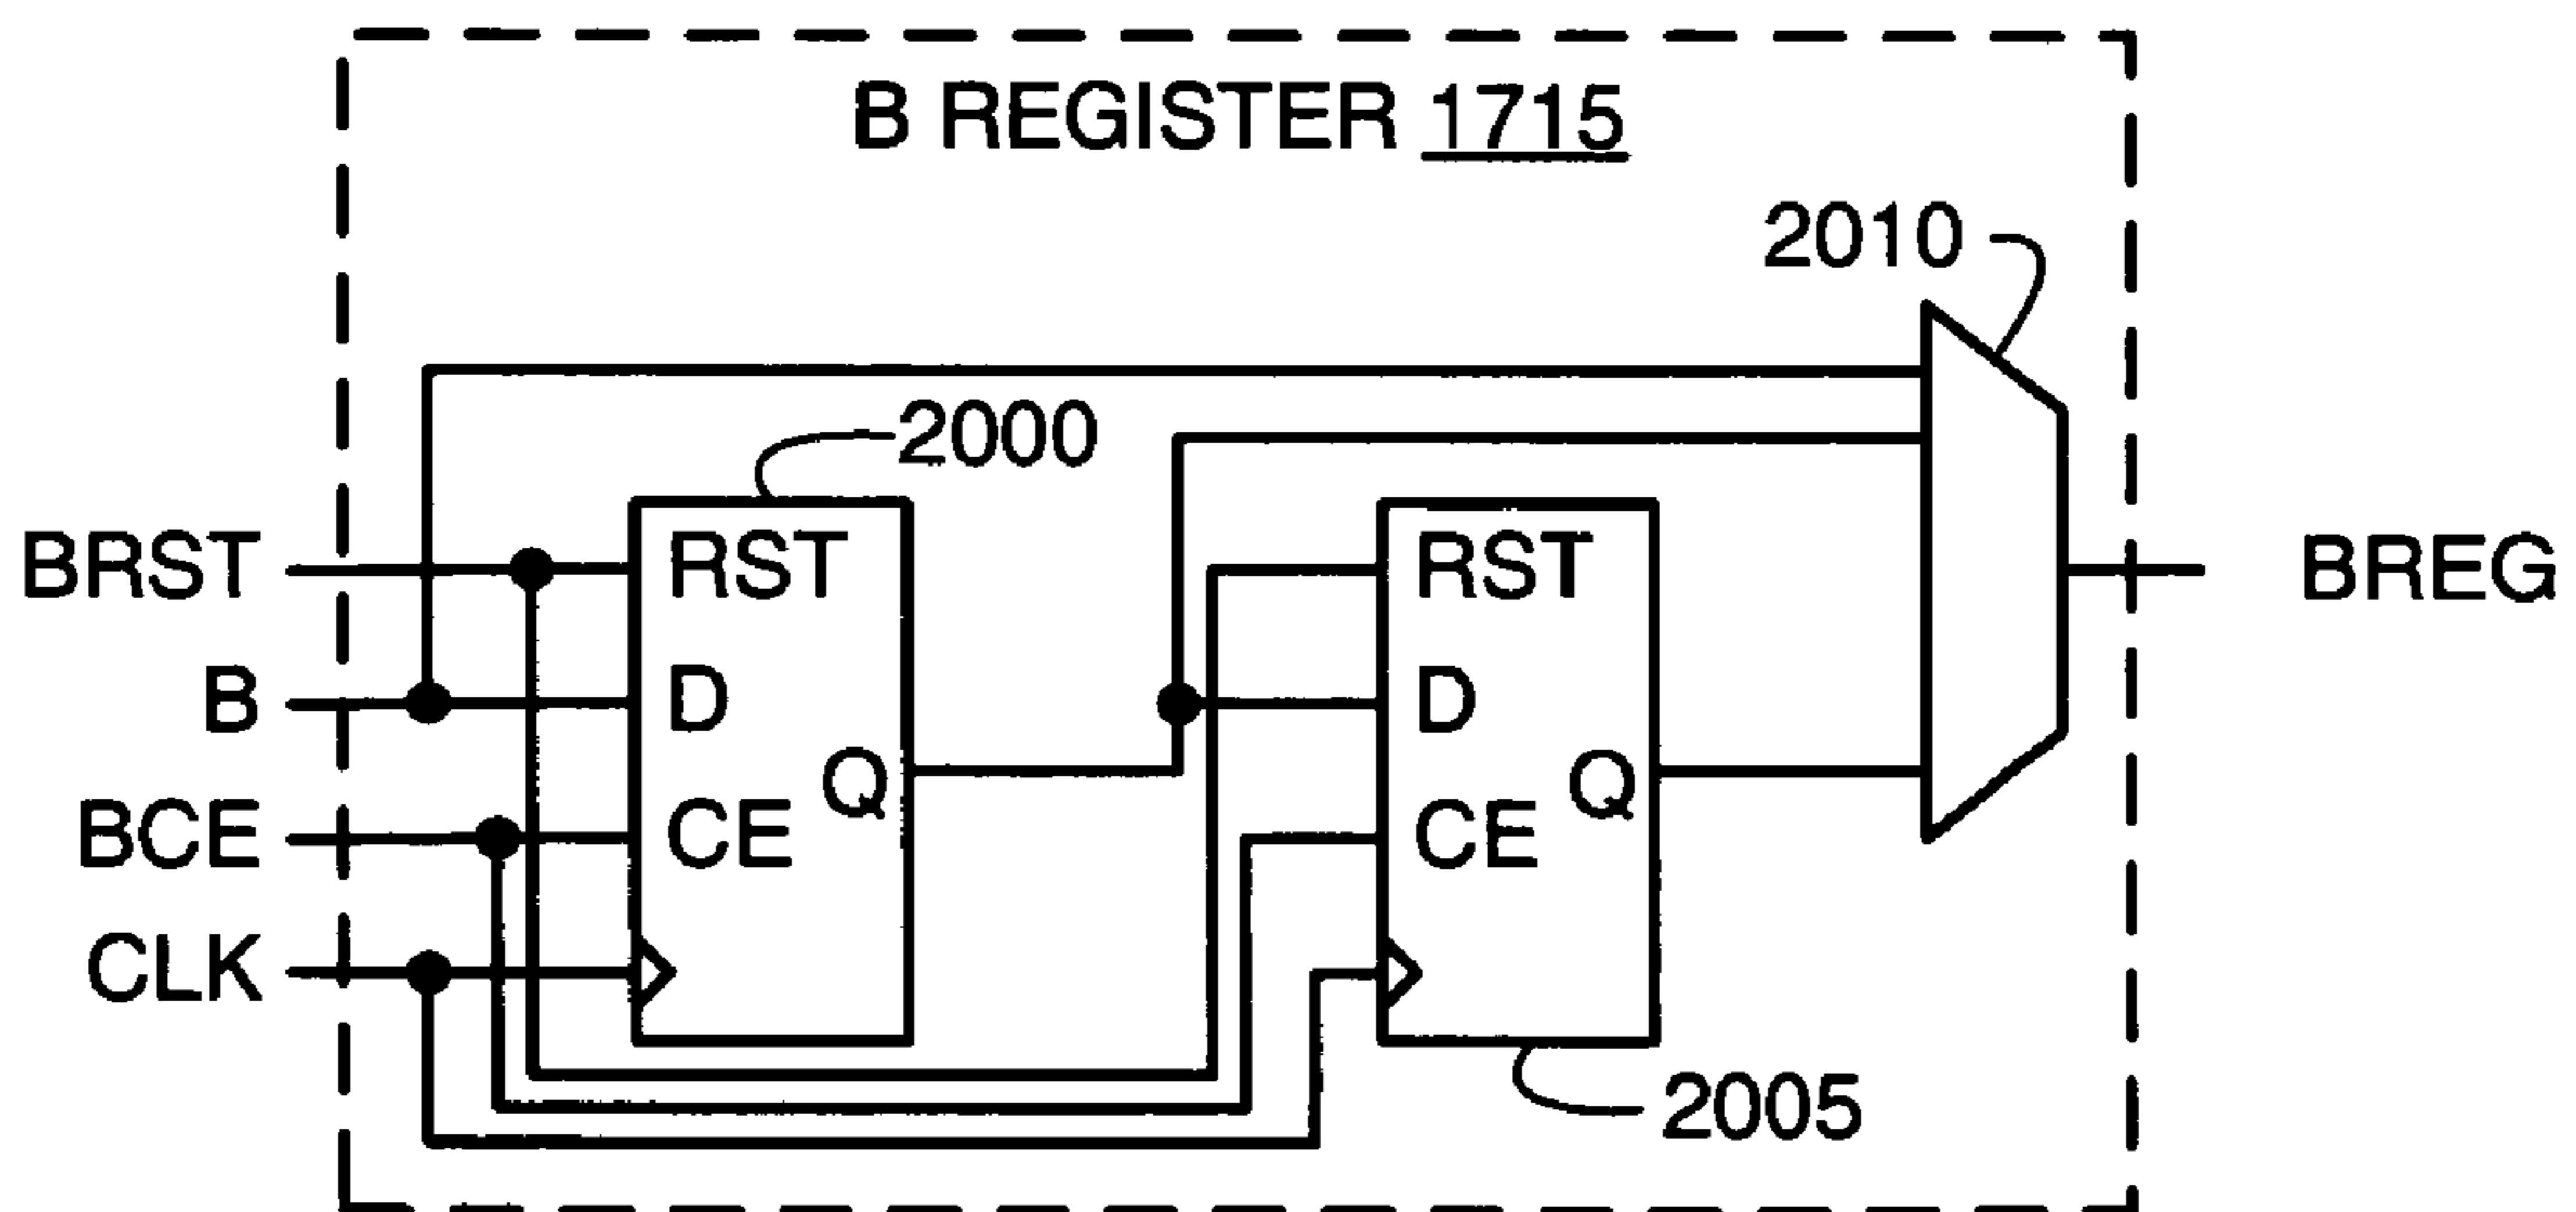 B REGISTER 1715
2010
2000
BRST
RST
RST
BREG
B
D
D
Q
Q
BCE
CE
CE
CLK
2005